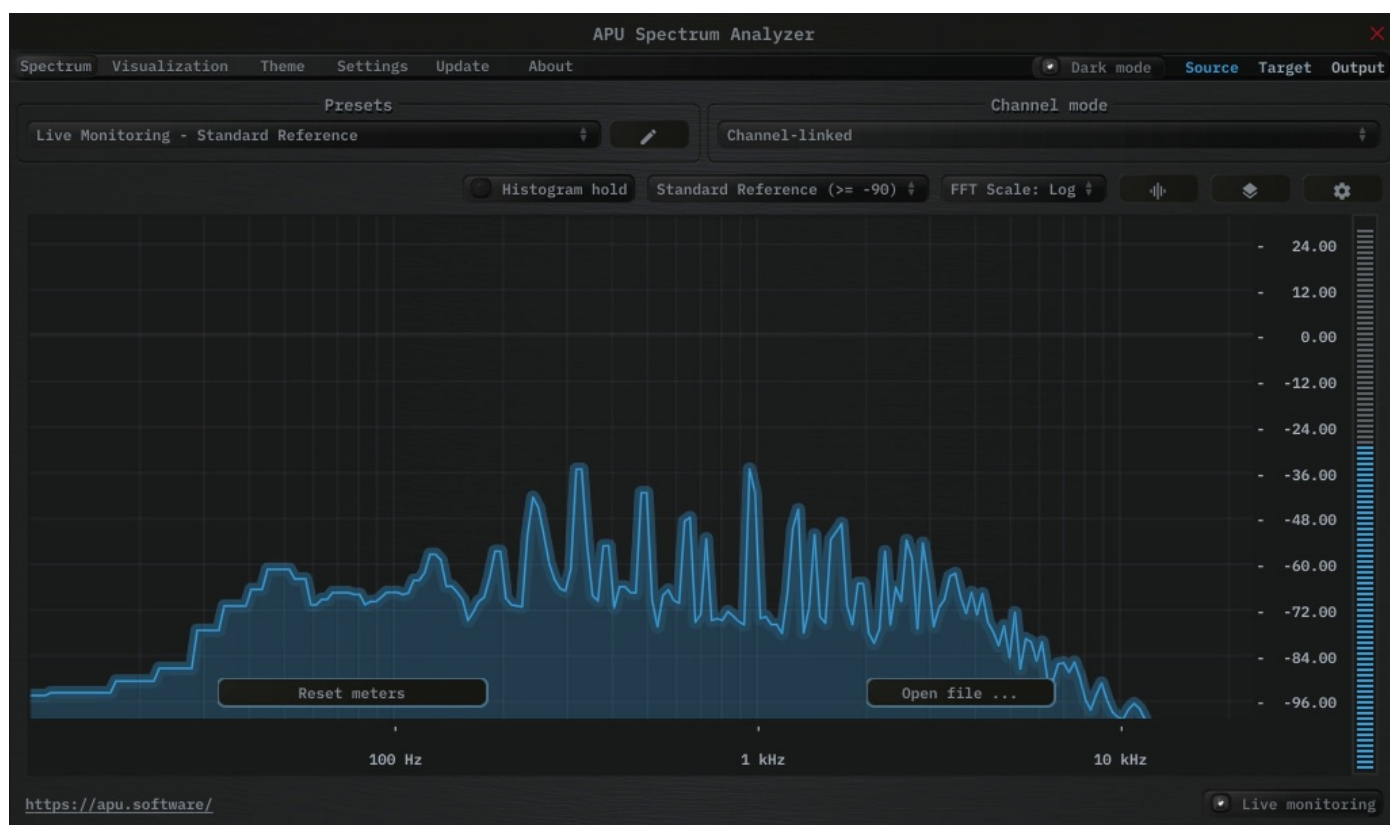 APU Spectrum Analyzer
Spectrum Visualization Theme Settings Update About Dark mode Source Target Output
Presets Channel mode
Live Monitoring - Standard Reference Channel-linked
Histogram hold Standard Reference (>= -90) FFT Scale: Log
- 24.00
- 12.00
- 0.00
- -12.00
- -24.00
- -36.00
- -48.00
- -60.00
- -72.00
- -84.00
Reset meters Open file ...
- -96.00
100 Hz 1 kHz 10 kHz
https://apu.software/ Live monitoring